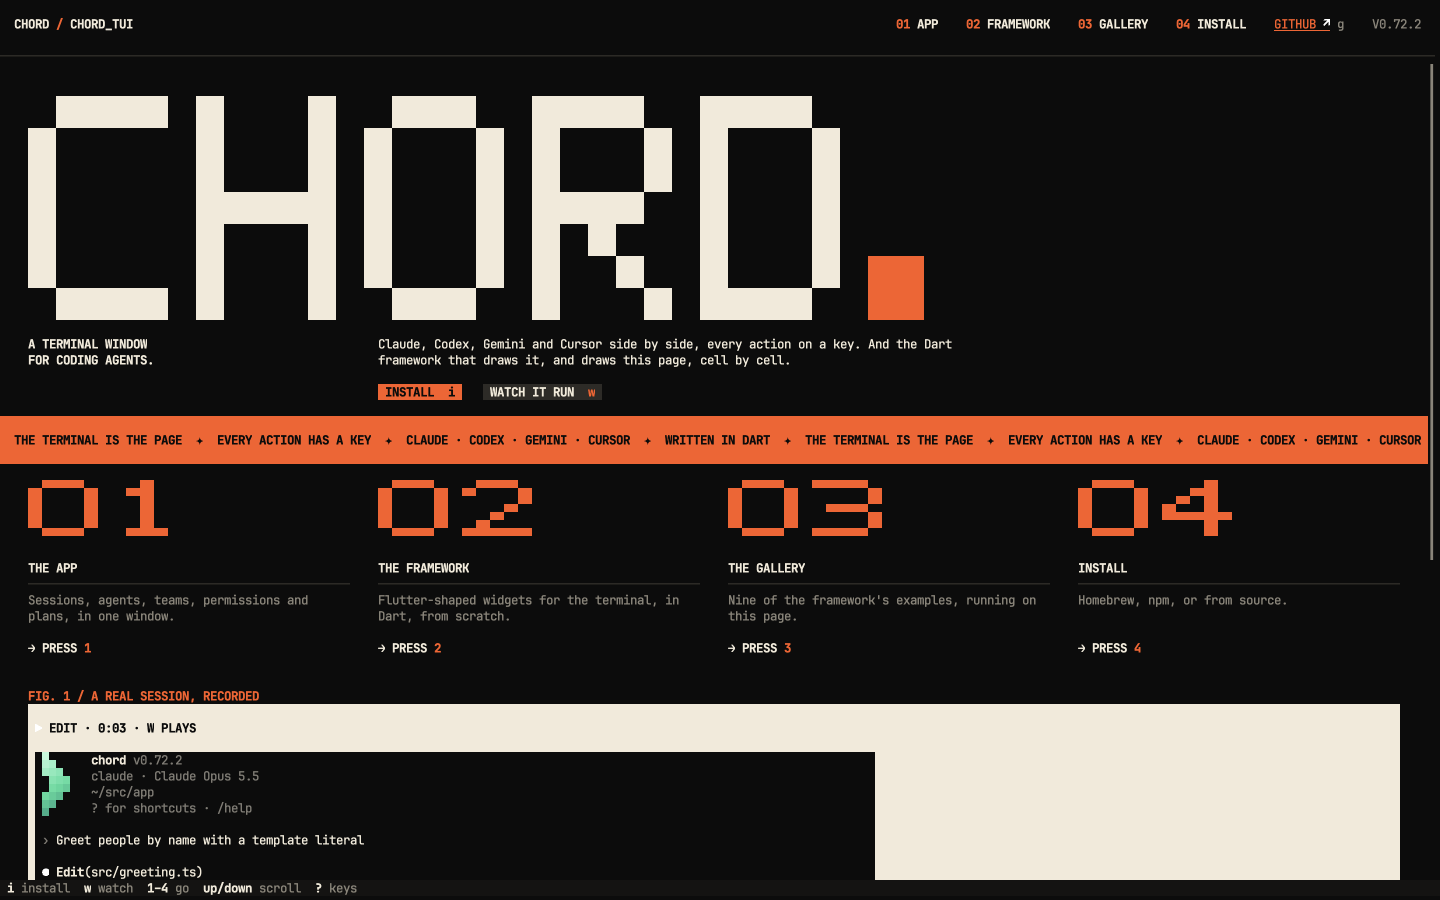 CHORD / CHORD_TUI
01 APP 02 FRAMEWORK 03 GALLERY 04 INSTALL GITHUB ↗ g V0.72.2
CHORD.
A TERMINAL WINDOW
FOR CODING AGENTS.
Claude, Codex, Gemini and Cursor side by side, every action on a key. And the Dart
framework that draws it, and draws this page, cell by cell.
INSTALL i WATCH IT RUN w
THE TERMINAL IS THE PAGE ✦ EVERY ACTION HAS A KEY ✦ CLAUDE · CODEX · GEMINI · CURSOR ✦ WRITTEN IN DART ✦ THE TERMINAL IS THE PAGE ✦ EVERY ACTION HAS A KEY ✦ CLAUDE · CODEX · GEMINI · CURSOR
01
THE APP
Sessions, agents, teams, permissions and
plans, in one window.
→ PRESS 1
02
THE FRAMEWORK
Flutter-shaped widgets for the terminal, in
Dart, from scratch.
→ PRESS 2
03
THE GALLERY
Nine of the framework's examples, running on
this page.
→ PRESS 3
04
INSTALL
Homebrew, npm, or from source.
→ PRESS 4
FIG. 1 / A REAL SESSION, RECORDED
▶ EDIT · 0:03 · W PLAYS
chord v0.72.2
claude · Claude Opus 5.5
~/src/app
? for shortcuts · /help
› Greet people by name with a template literal
● Edit(src/greeting.ts)
i install w watch 1-4 go up/down scroll ? keys